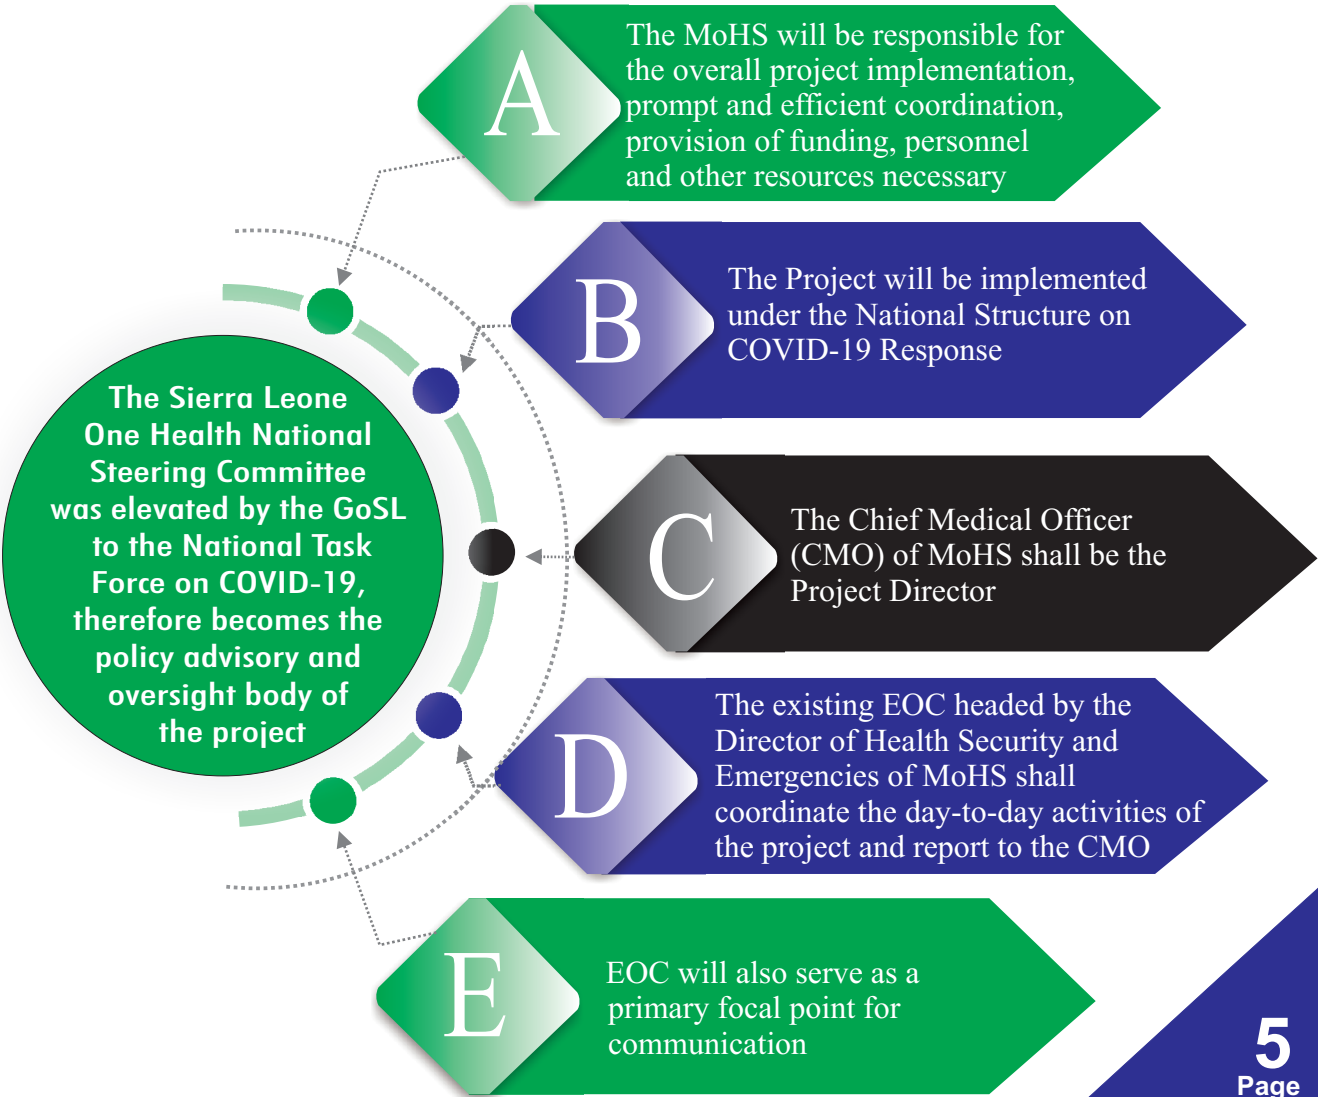 A
The MoHS will be responsible for
the overall project implementation,
prompt and efficient coordination,
provision of funding, personnel
and other resources necessary
B
The Project will be implemented
under the National Structure on
COVID-19 Response
The Sierra Leone
One Health National
Steering Committee
was elevated by the GoSL
to the National Task
Force on COVID-19,
therefore becomes the
policy advisory and
oversight body of
the project
C
The Chief Medical Officer
(CMO) of MoHS shall be the
Project Director
D
The existing EOC headed by the
Director of Health Security and
Emergencies of MoHS shall
coordinate the day-to-day activities of
the project and report to the CMO
E
EOC will also serve as a
primary focal point for
communication
5
Page